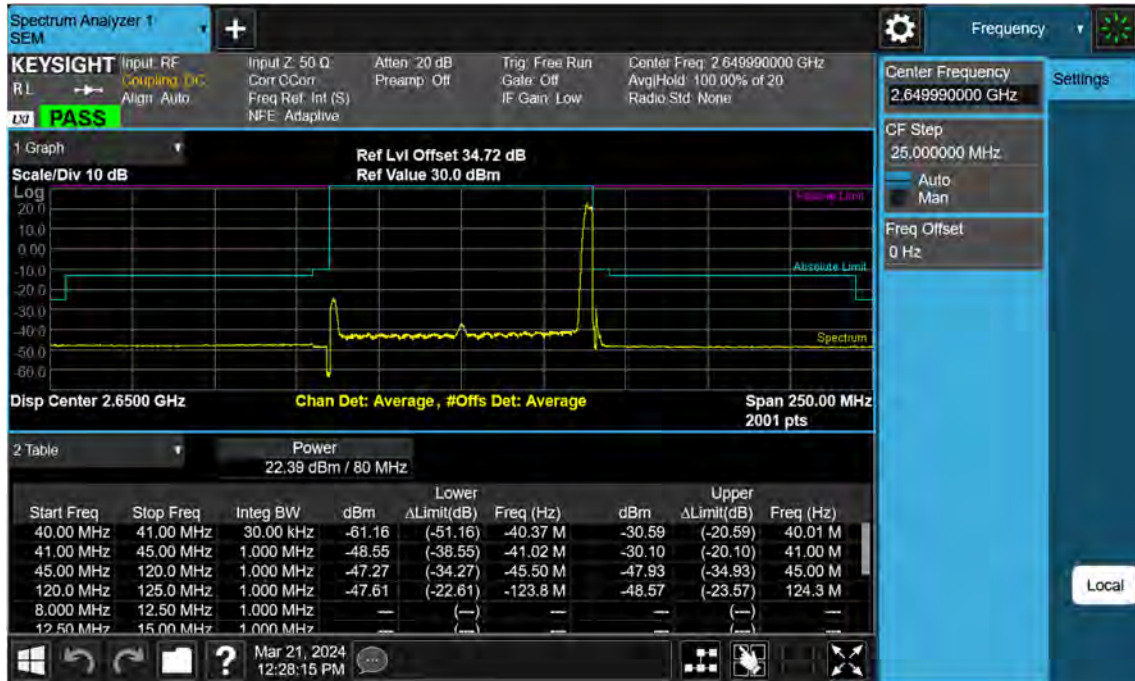 Spectrum Analyzer 1
SEM
+
Frequency
KEYSIGHT Input: RF Input Z: 50 Ω Atten: 20 dB Trig: Free Run Center Freq: 2.649990000 GHz
RL Coupling: DC Corr CCorr Preamp: Off Gate: Off Avg|Hold: 100.00% of 20
Align: Auto Freq Ref: Int (S) IF Gain: Low Radio Std: None
LXI PASS NFE: Adaptive
Center Frequency
2.649990000 GHz
Settings
CF Step
25.000000 MHz
Auto
Man
Freq Offset
0 Hz
1 Graph
Ref Lvl Offset 34.72 dB
Scale/Div 10 dB Ref Value 30.0 dBm
Log
20.0
10.0
0.00
-10.0
-20.0
-30.0
-40.0
-50.0
-60.0
Absolute Limit
Spectrum
Disp Center 2.6500 GHz Chan Det: Average, #Offs Det: Average Span 250.00 MHz
2001 pts
2 Table
Power
22.39 dBm / 80 MHz
Lower Upper
Start Freq Stop Freq Integ BW dBm ΔLimit(dB) Freq (Hz) dBm ΔLimit(dB) Freq (Hz)
40.00 MHz 41.00 MHz 30.00 kHz -61.16 (-51.16) -40.37 M -30.59 (-20.59) 40.01 M
41.00 MHz 45.00 MHz 1.000 MHz -48.55 (-38.55) -41.02 M -30.10 (-20.10) 41.00 M
45.00 MHz 120.0 MHz 1.000 MHz -47.27 (-34.27) -45.50 M -47.93 (-34.93) 45.00 M
120.0 MHz 125.0 MHz 1.000 MHz -47.61 (-22.61) -123.8 M -48.57 (-23.57) 124.3 M
8.000 MHz 12.50 MHz 1.000 MHz --- (---) --- --- (---) ---
12.50 MHz 15.00 MHz 1.000 MHz --- (---) --- --- (---) ---
Local
? Mar 21, 2024
12:28:15 PM